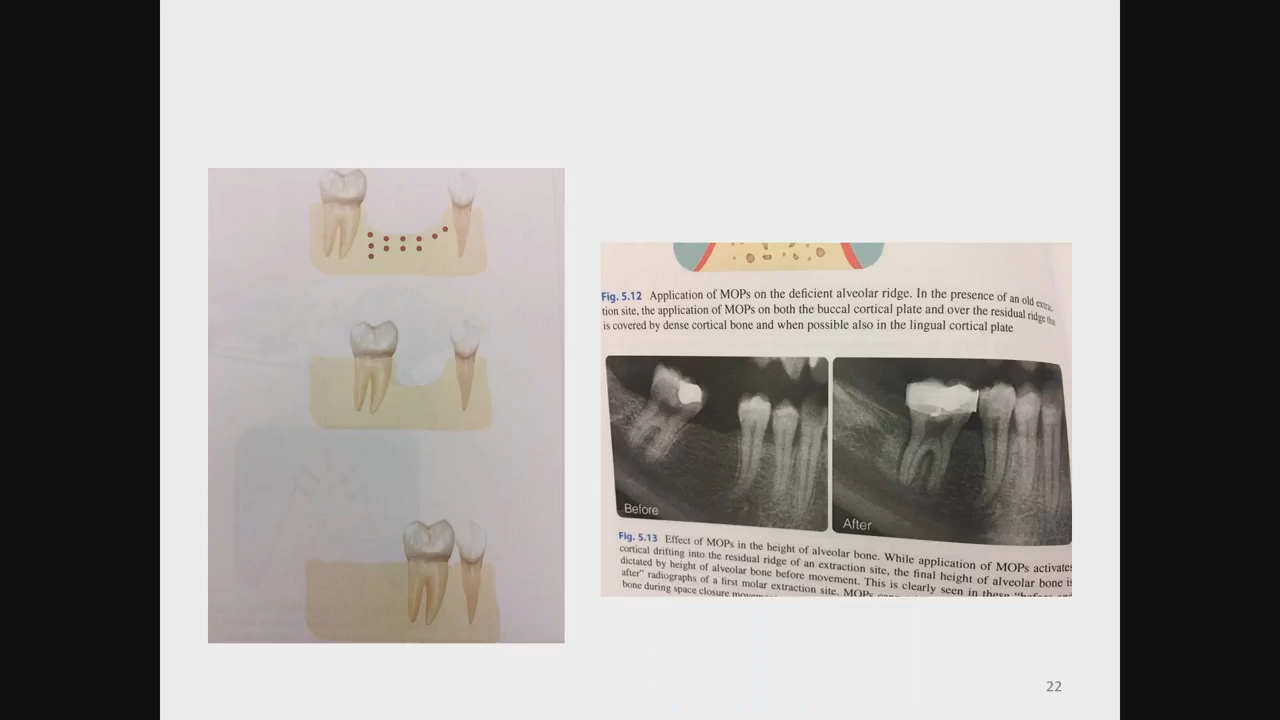 Fig. 5.12 Application of MOPs on the deficient alveolar ridge. In the presence of an old extrac-
tion site, the application of MOPs on both the buccal cortical plate and over the residual ridge
is covered by dense cortical bone and when possible also in the lingual cortical plate
Before
After
Fig. 5.13 Effect of MOPs in the height of alveolar bone. While application of MOPs activates
cortical drifting into the residual ridge of an extraction site, the final height of alveolar bone is
dictated by height of alveolar bone before movement. This is clearly seen in these "before and
after" radiographs of a first molar extraction site. MOPs
bone during space closure
22